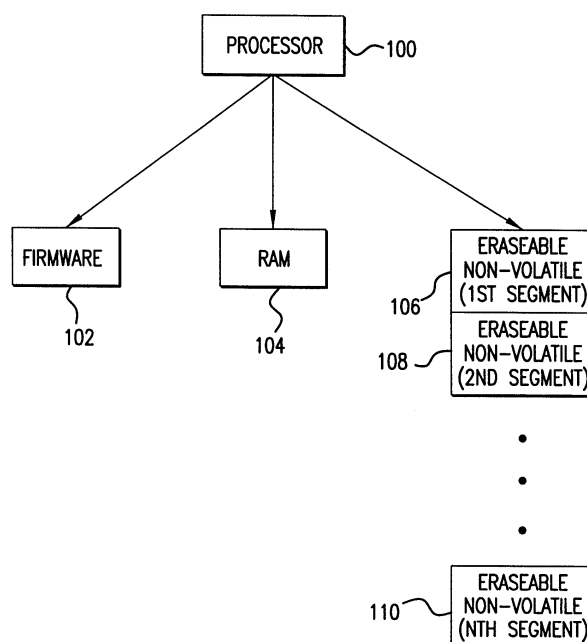 PROCESSOR
100
FIRMWARE
102
RAM
104
ERASEABLE
NON-VOLATILE
(1ST SEGMENT)
106
ERASEABLE
NON-VOLATILE
(2ND SEGMENT)
108
ERASEABLE
NON-VOLATILE
(NTH SEGMENT)
110